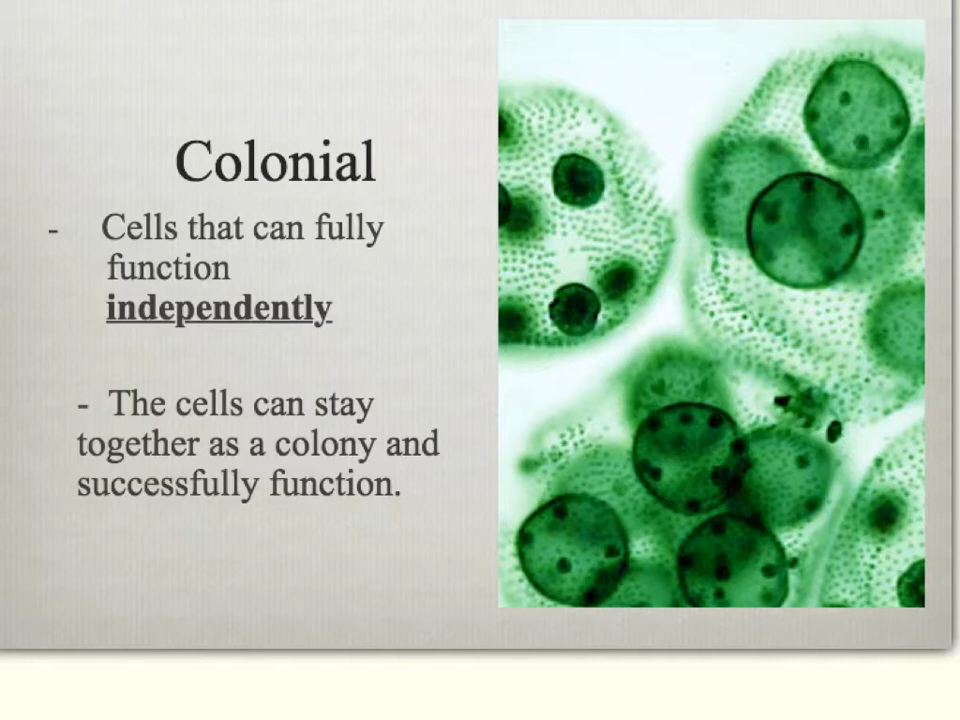 Colonial
- Cells that can fully
function
independently
- The cells can stay
together as a colony and
successfully function.